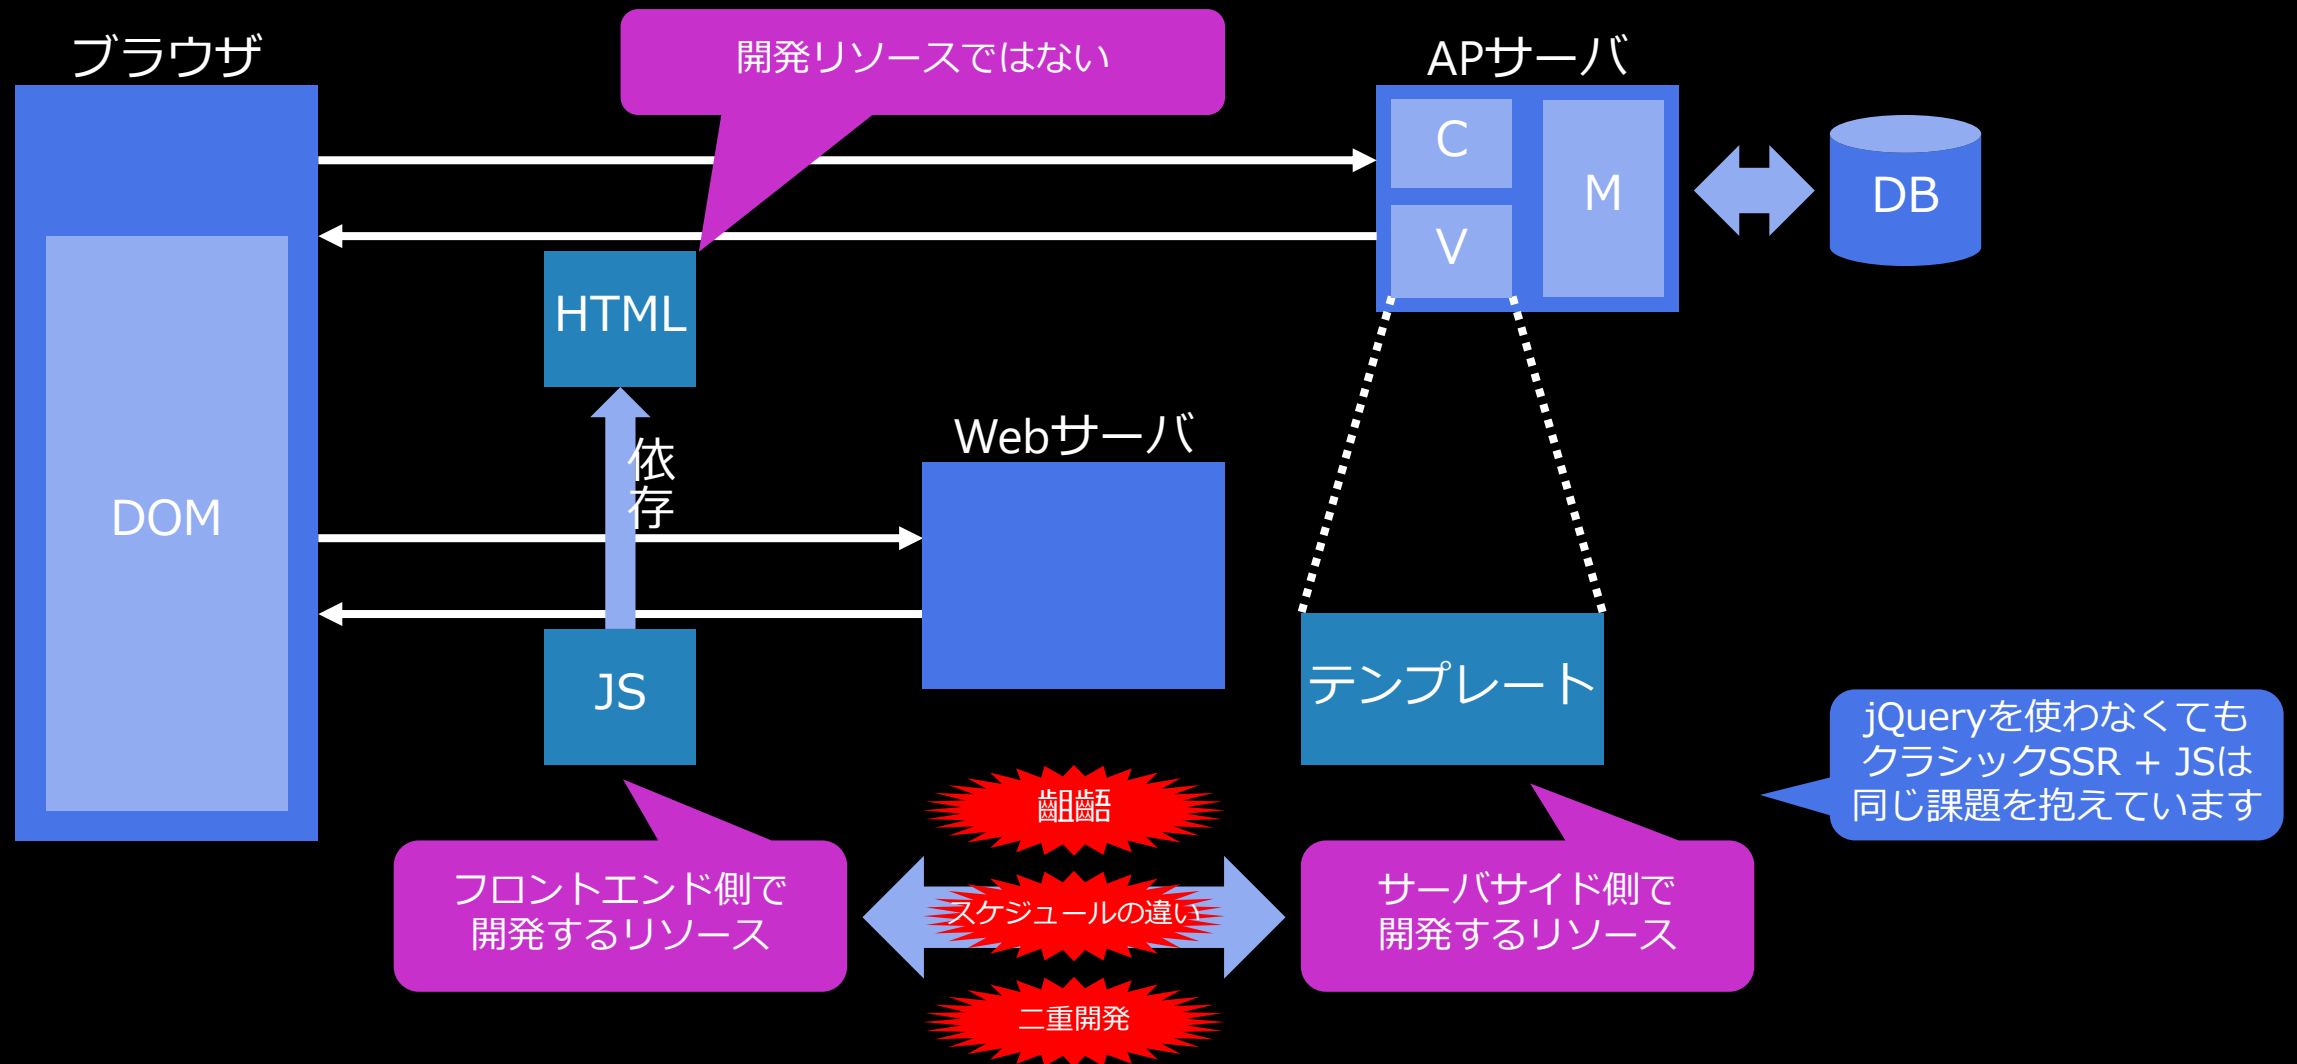 ブラウザ
開発リソースではない
APサーバ
C
M
V
DB
HTML
依
存
DOM
Webサーバ
JS
テンプレート
jQueryを使わなくても
クラシックSSR + JSは
同じ課題を抱えています
齟齬
フロントエンド側で
開発するリソース
スケジュールの違い
サーバサイド側で
開発するリソース
二重開発